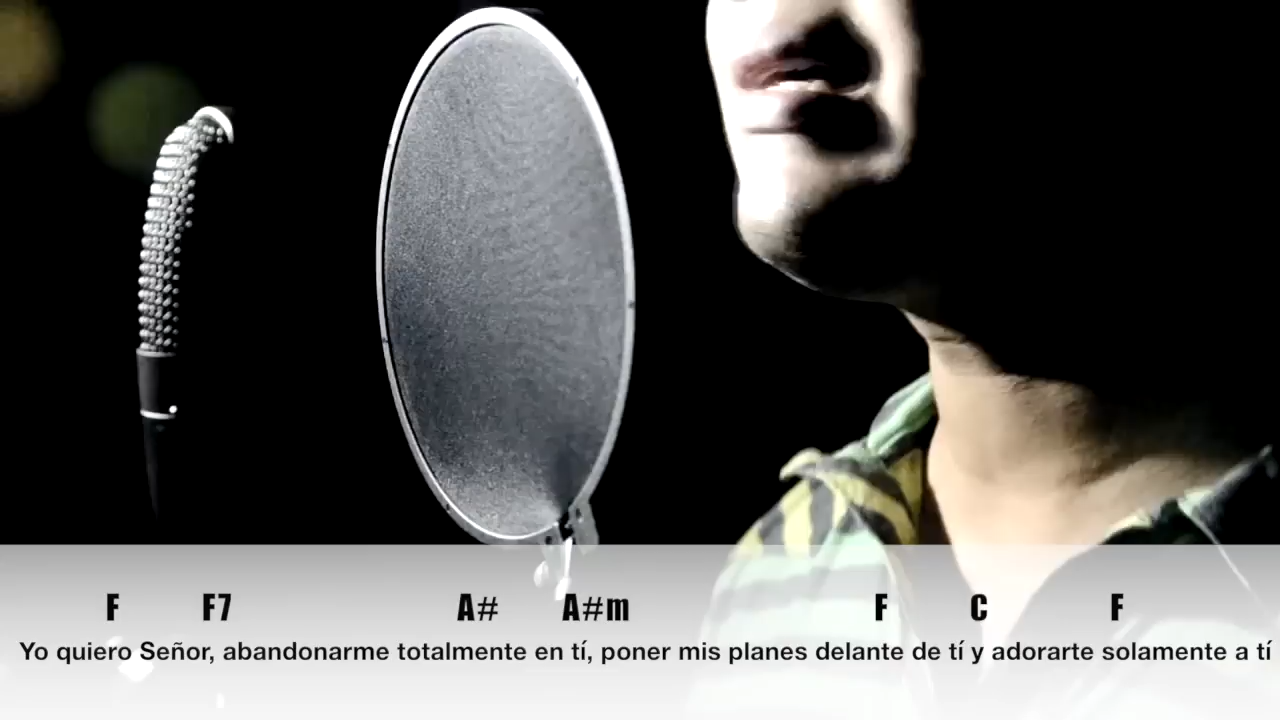 F F7 A# A#m F C F
Yo quiero Señor, abandonarme totalmente en tí, poner mis planes delante de tí y adorarte solamente a tí